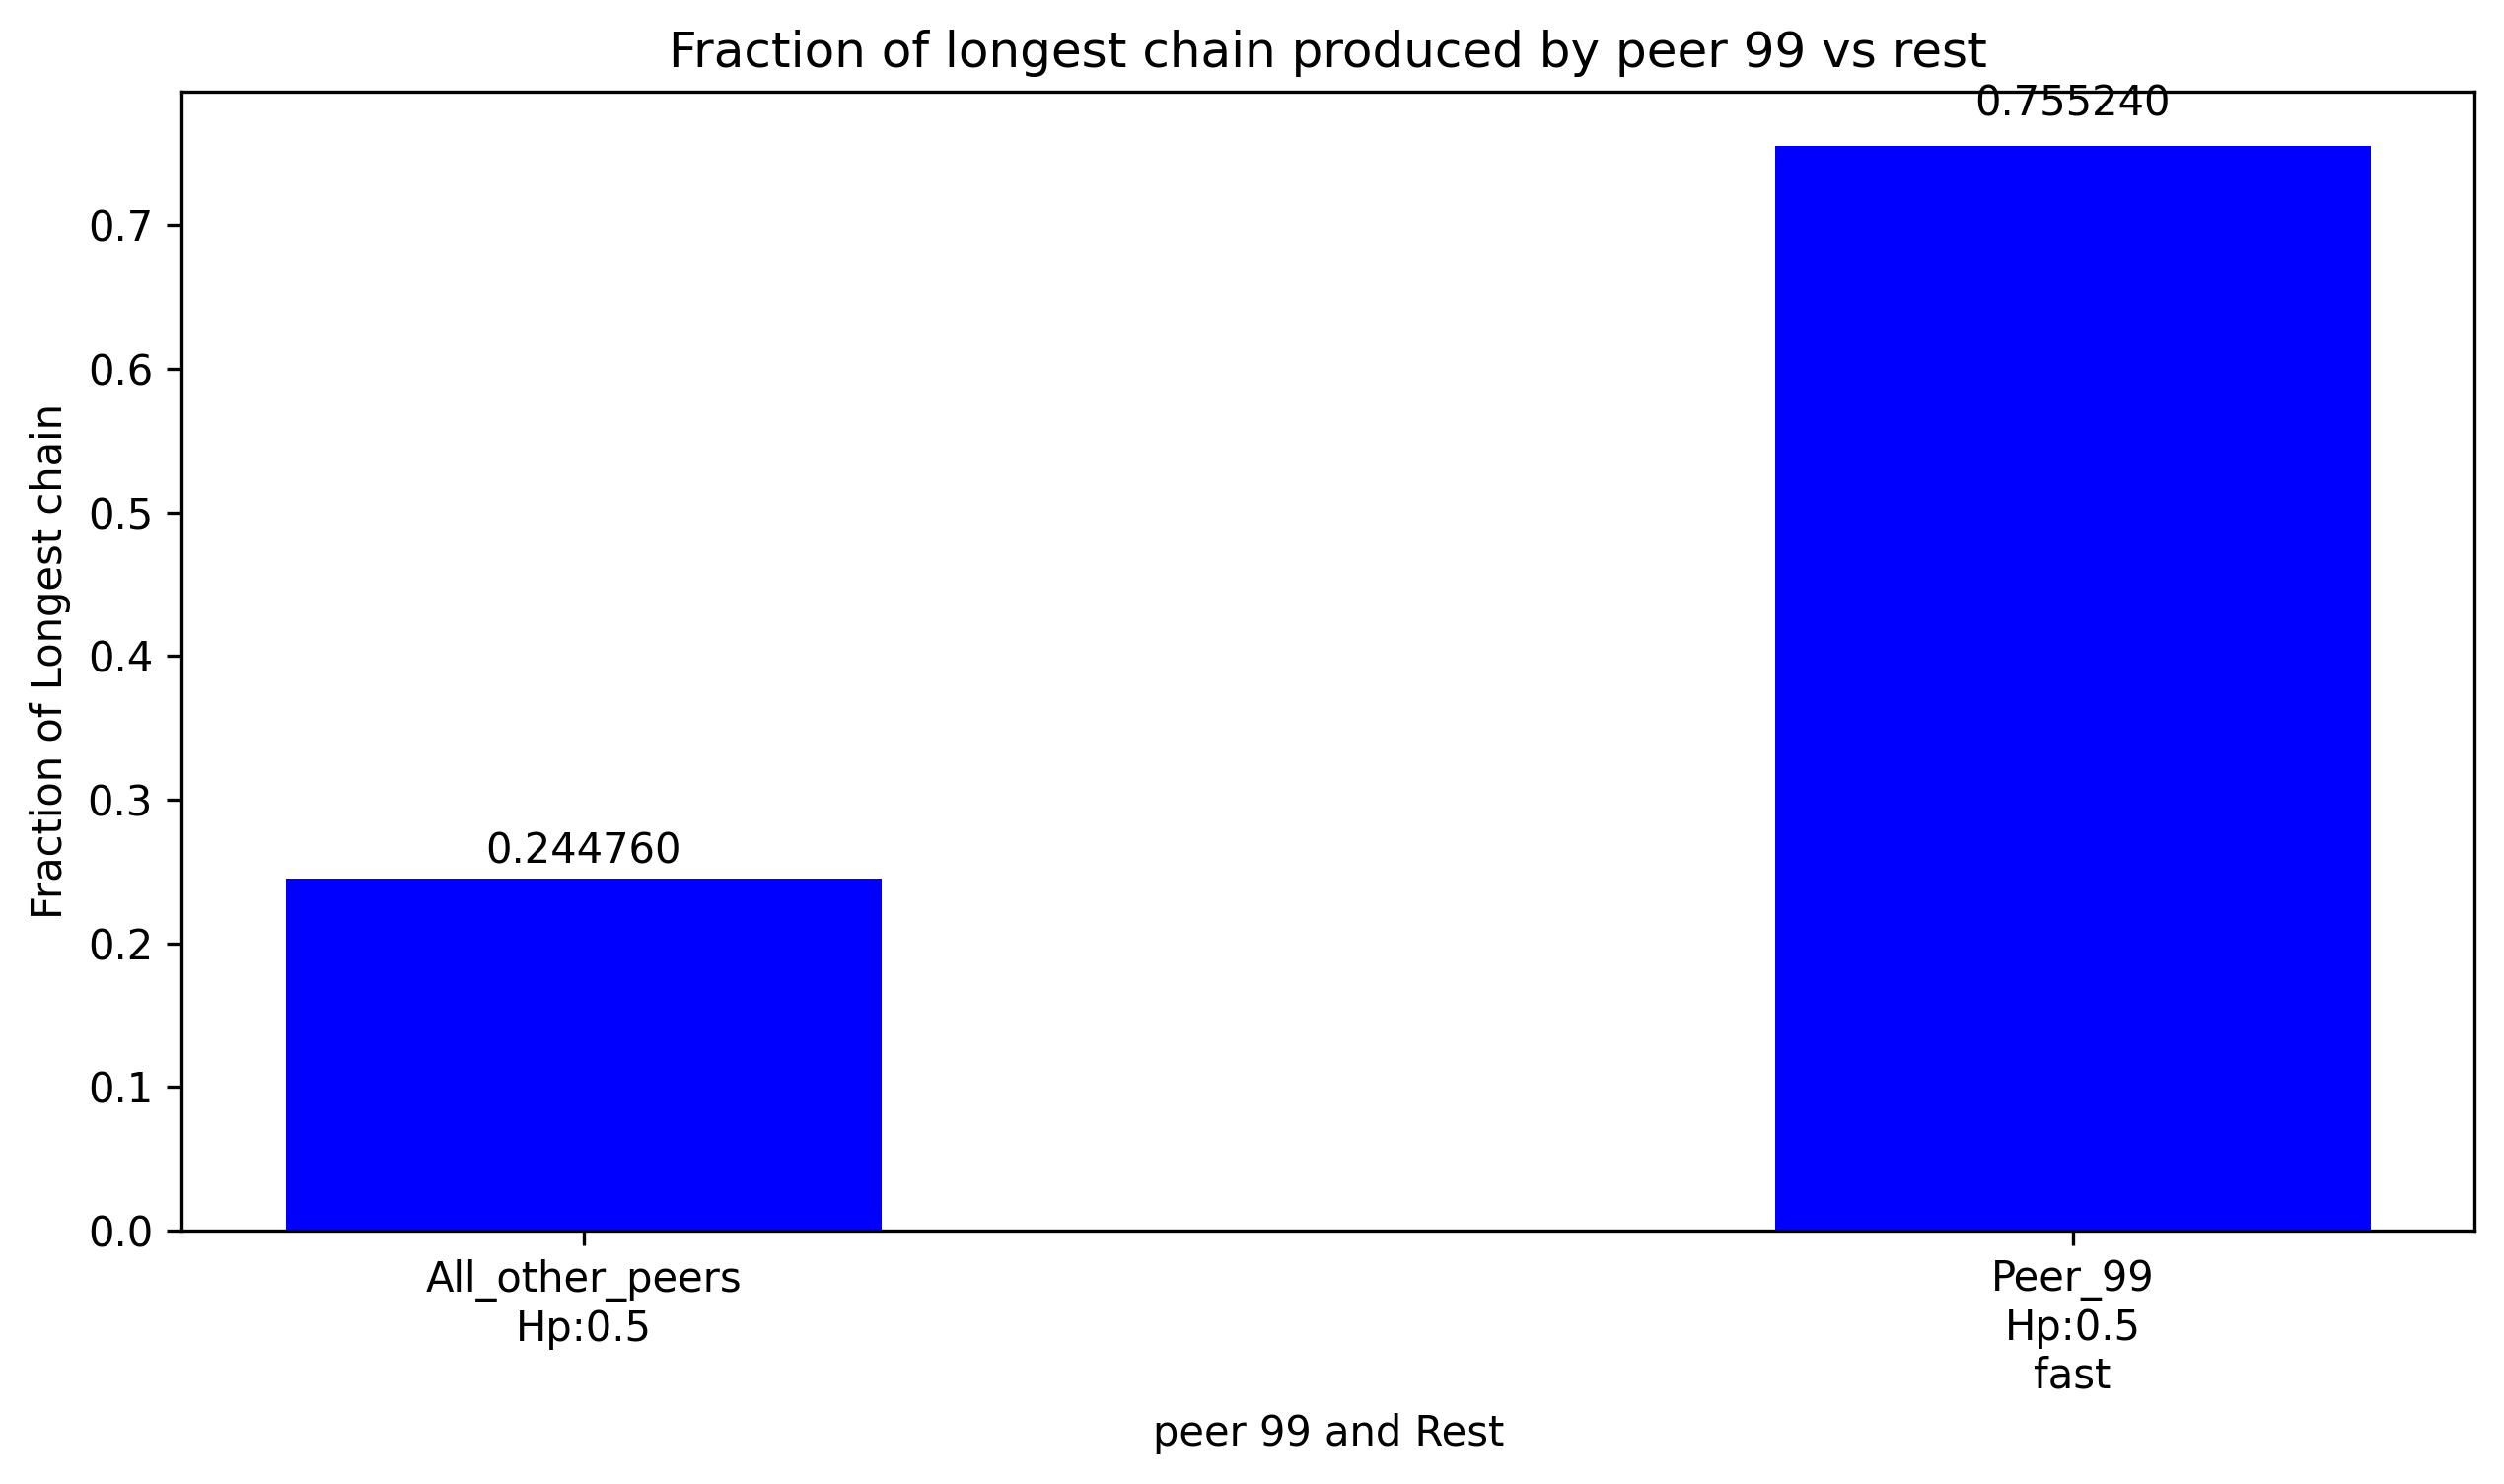 Fraction of longest chain produced by peer 99 vs rest
0.755240
0.7
0.6
0.5
0.4
0.3
0.2
0.1
0.0
Fraction of Longest chain
0.244760
All_other_peers
Hp:0.5
Peer_99
Hp:0.5
fast
peer 99 and Rest